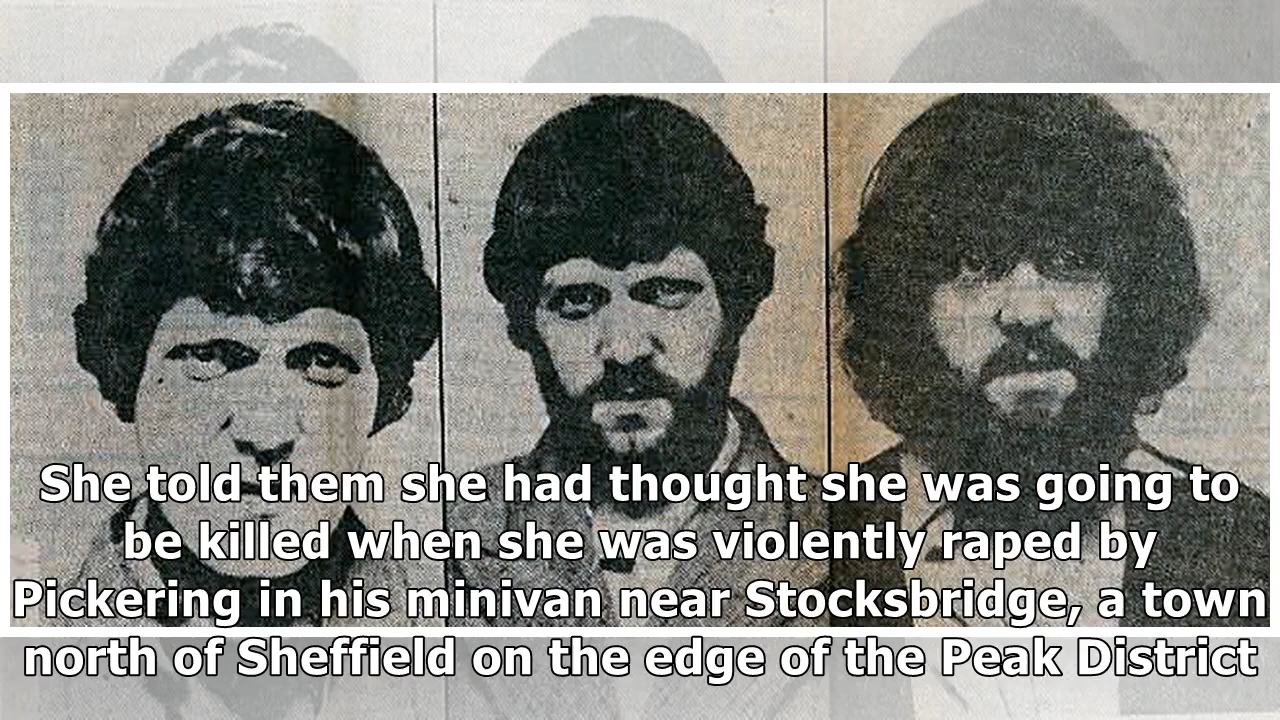 She told them she had thought she was going to
be killed when she was violently raped by
Pickering in his minivan near Stocksbridge, a town
north of Sheffield on the edge of the Peak District